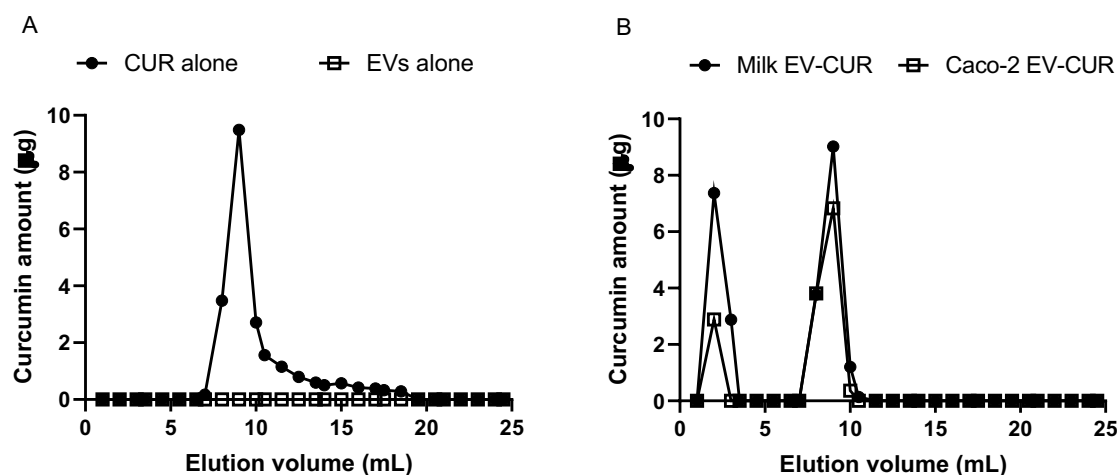 A
CUR alone
EVs alone
Curcumin amount (µg)
10
8
6
4
2
0
0 5 10 15 20 25
Elution volume (mL)
B
Milk EV-CUR
Caco-2 EV-CUR
Curcumin amount (µg)
10
8
6
4
2
0
0 5 10 15 20 25
Elution volume (mL)